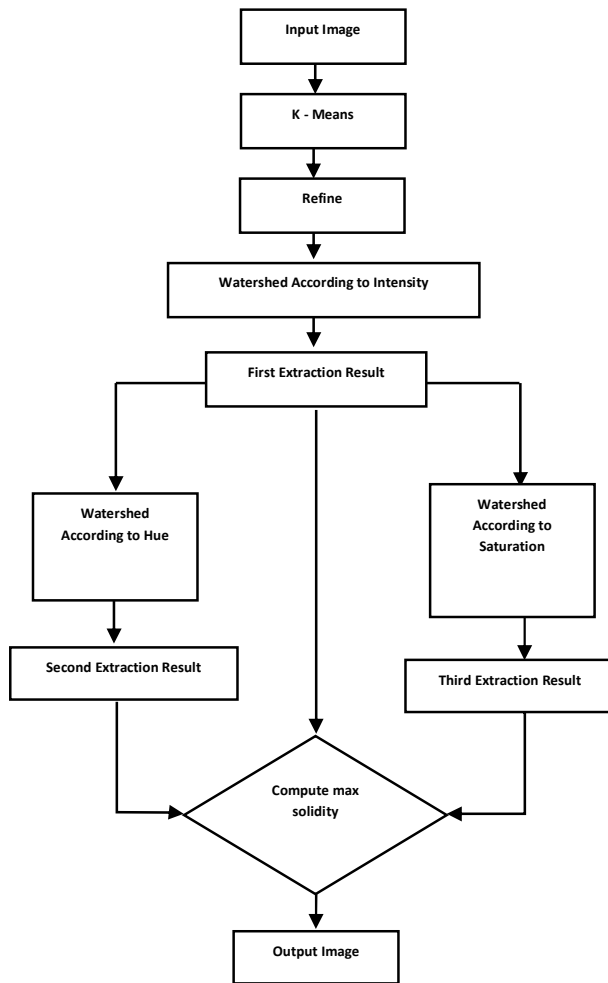 Input Image
K - Means
Refine
Watershed According to Intensity
First Extraction Result
Watershed
According to Hue
Watershed
According to
Saturation
Second Extraction Result
Third Extraction Result
Compute max
solidity
Output Image